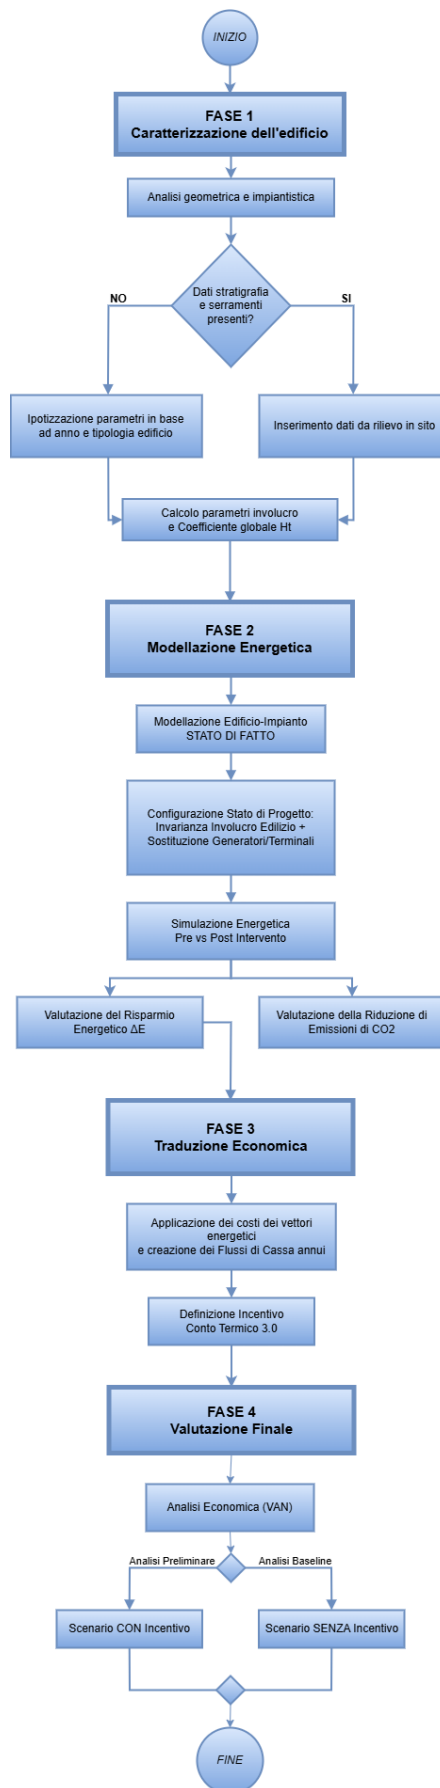 INIZIO
FASE 1
Caratterizzazione dell'edificio
Analisi geometrica e impiantistica
Dati stratigrafia
e serramenti
presenti?
NO
SI
Ipotizzazione parametri in base
ad anno e tipologia edificio
Inserimento dati da rilievo in sito
Calcolo parametri involucro
e Coefficiente globale Ht
FASE 2
Modellazione Energetica
Modellazione Edificio-Impianto
STATO DI FATTO
Configurazione Stato di Progetto:
Invarianza Involucro Edilizio +
Sostituzione Generatori/Terminali
Simulazione Energetica
Pre vs Post Intervento
Valutazione del Risparmio
Energetico ΔE
Valutazione della Riduzione di
Emissioni di CO2
FASE 3
Traduzione Economica
Applicazione dei costi dei vettori
energetici
e creazione dei Flussi di Cassa annui
Definizione Incentivo
Conto Termico 3.0
FASE 4
Valutazione Finale
Analisi Economica (VAN)
Analisi Preliminare
Analisi Baseline
Scenario CON Incentivo
Scenario SENZA Incentivo
FINE